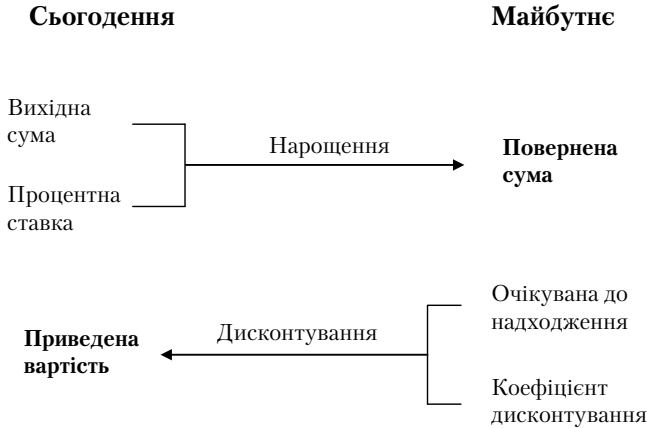 Сьогодення Майбутнє
Вихідна
сума
Нарощення
Повернена
сума
Процентна
ставка
Очікувана до
надходження
Дисконтування
Приведена
вартість
Коефіцієнт
дисконтування